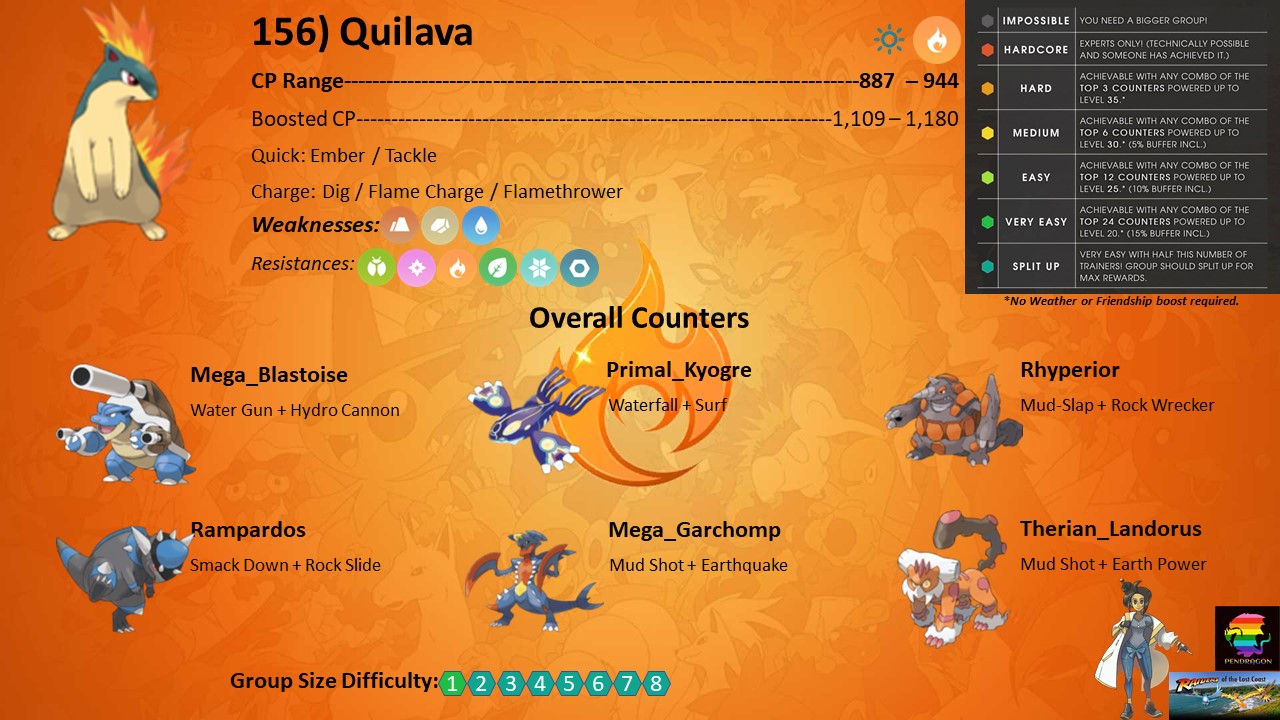 156) Quilava
CP Range------------------------------------------------------------------------887 – 944
Boosted CP------------------------------------------------------------------1,109 – 1,180
Quick: Ember / Tackle
Charge: Dig / Flame Charge / Flamethrower
Weaknesses:
Resistances:
IMPOSSIBLE YOU NEED A BIGGER GROUP!
HARDCORE EXPERTS ONLY! (TECHNICALLY POSSIBLE
AND SOMEONE HAS ACHIEVED IT.)
HARD ACHIEVABLE WITH ANY COMBO OF THE
TOP 3 COUNTERS POWERED UP TO
LEVEL 35.*
MEDIUM ACHIEVABLE WITH ANY COMBO OF THE
TOP 6 COUNTERS POWERED UP TO
LEVEL 30.* (5% BUFFER INCL.)
EASY ACHIEVABLE WITH ANY COMBO OF THE
TOP 12 COUNTERS POWERED UP TO
LEVEL 25.* (10% BUFFER INCL.)
VERY EASY ACHIEVABLE WITH ANY COMBO OF THE
TOP 24 COUNTERS POWERED UP TO
LEVEL 20.* (15% BUFFER INCL.)
SPLIT UP VERY EASY WITH HALF THIS NUMBER OF
TRAINERS! GROUP SHOULD SPLIT UP FOR
MAX REWARDS.
*No Weather or Friendship boost required.
Overall Counters
Mega_Blastoise
Water Gun + Hydro Cannon
Primal_Kyogre
Waterfall + Surf
Rhyperior
Mud-Slap + Rock Wrecker
Rampardos
Smack Down + Rock Slide
Mega_Garchomp
Mud Shot + Earthquake
Therian_Landorus
Mud Shot + Earth Power
Group Size Difficulty: 1 2 3 4 5 6 7 8
PENDRAGON
RAIDERS of the Lost Coast